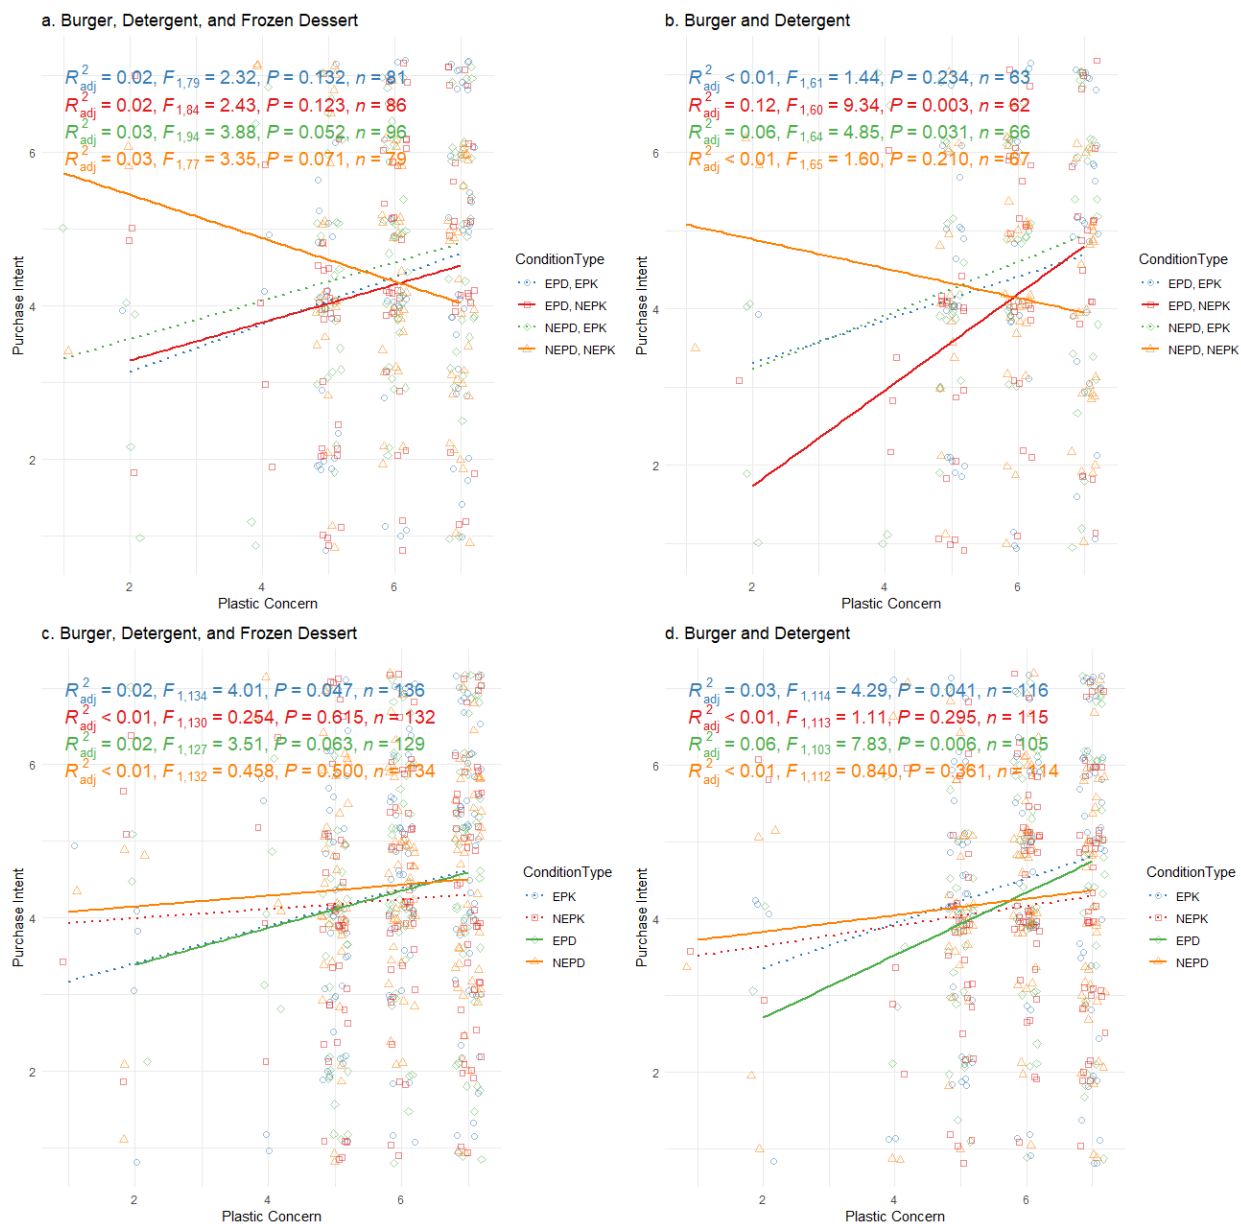 a. Burger, Detergent, and Frozen Dessert
R²adj = 0.02, F1,79 = 2.32, P = 0.132, n = 81
R²adj = 0.02, F1,84 = 2.43, P = 0.123, n = 86
R²adj = 0.03, F1,94 = 3.88, P = 0.052, n = 96
R²adj = 0.03, F1,77 = 3.35, P = 0.071, n = 79
6
4
2
Purchase Intent
2 4 6
Plastic Concern
ConditionType
EPD, EPK
EPD, NEPK
NEPD, EPK
NEPD, NEPK
b. Burger and Detergent
R²adj < 0.01, F1,61 = 1.44, P = 0.234, n = 63
R²adj = 0.12, F1,60 = 9.34, P = 0.003, n = 62
R²adj = 0.06, F1,64 = 4.85, P = 0.031, n = 66
R²adj < 0.01, F1,65 = 1.60, P = 0.210, n = 67
6
4
2
Purchase Intent
2 4 6
Plastic Concern
ConditionType
EPD, EPK
EPD, NEPK
NEPD, EPK
NEPD, NEPK
c. Burger, Detergent, and Frozen Dessert
R²adj = 0.02, F1,134 = 4.01, P = 0.047, n = 136
R²adj < 0.01, F1,130 = 0.254, P = 0.615, n = 132
R²adj = 0.02, F1,127 = 3.51, P = 0.063, n = 129
R²adj < 0.01, F1,132 = 0.458, P = 0.500, n = 134
6
4
2
Purchase Intent
2 4 6
Plastic Concern
ConditionType
EPK
NEPK
EPD
NEPD
d. Burger and Detergent
R²adj = 0.03, F1,114 = 4.29, P = 0.041, n = 116
R²adj < 0.01, F1,113 = 1.11, P = 0.295, n = 115
R²adj = 0.06, F1,103 = 7.83, P = 0.006, n = 105
R²adj < 0.01, F1,112 = 0.840, P = 0.361, n = 114
6
4
2
Purchase Intent
2 4 6
Plastic Concern
ConditionType
EPK
NEPK
EPD
NEPD